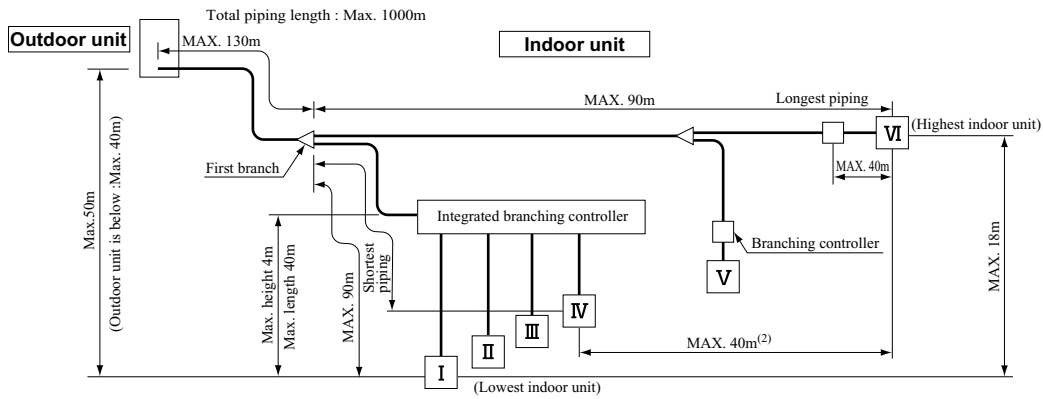 Total piping length : Max. 1000m
Outdoor unit
MAX. 130m
Indoor unit
MAX. 90m
Longest piping
(Highest indoor unit)
VI
First branch
MAX. 40m
Max.50m
(Outdoor unit is below :Max. 40m)
Integrated branching controller
Branching controller
Max. height 4m
Max. length 40m
MAX. 90m
Shortest
piping
V
MAX. 18m
IV
III
II
I
MAX. 40m(2)
(Lowest indoor unit)